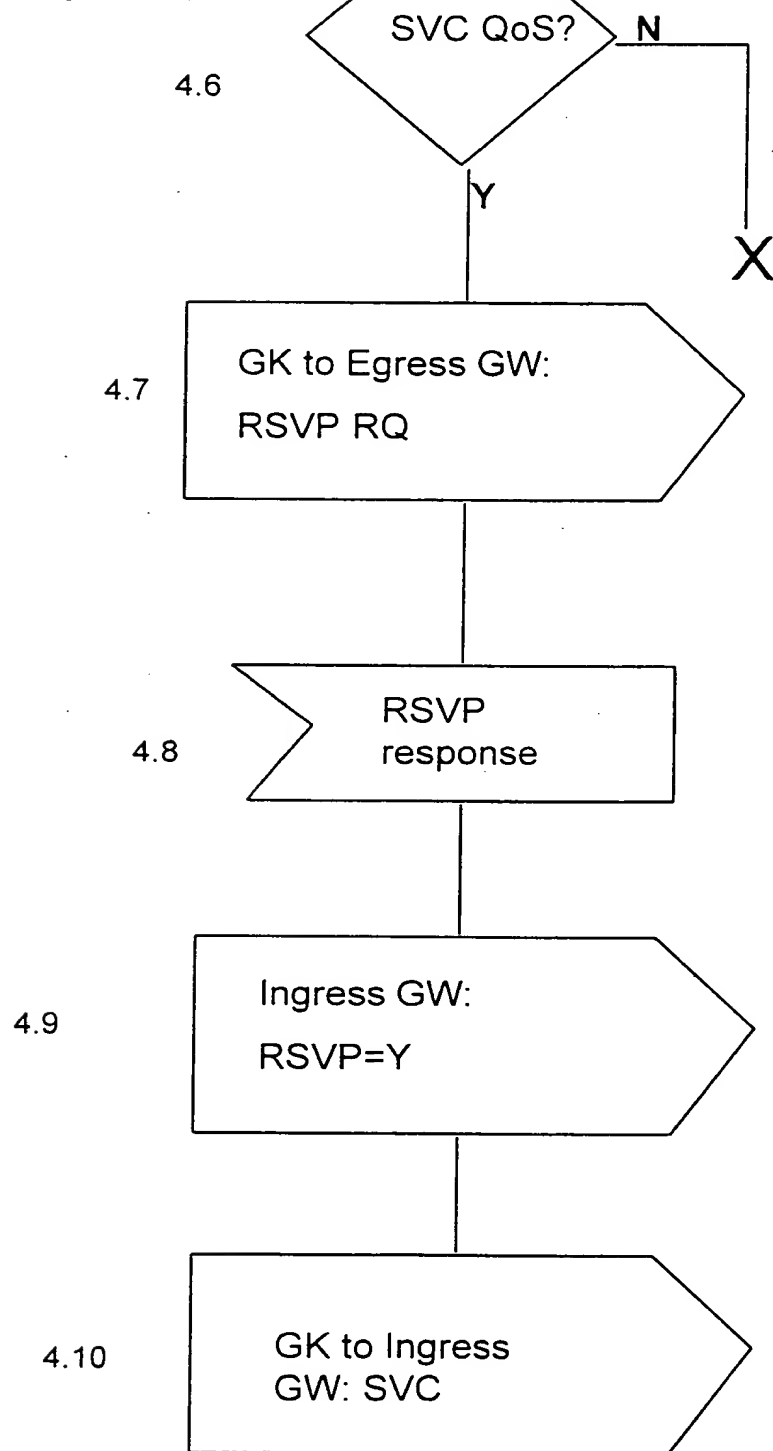 SVC QoS?
N
4.6
Y
X
GK to Egress GW:
4.7
RSVP RQ
RSVP
4.8
response
Ingress GW:
4.9
RSVP=Y
4.10
GK to Ingress
GW: SVC